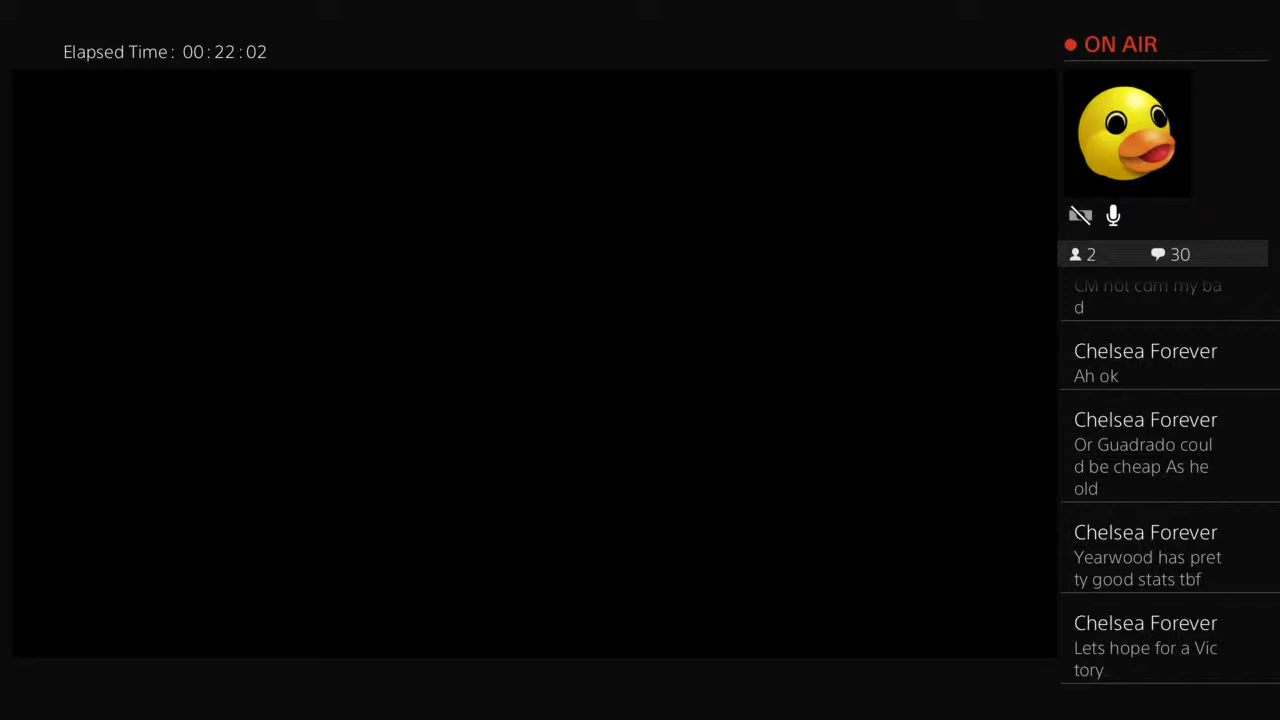 Elapsed Time: 00:22:02
ON AIR
2 30
CM not cdm my ba
d
Chelsea Forever
Ah ok
Chelsea Forever
Or Guadrado coul
d be cheap As he
old
Chelsea Forever
Yearwood has pret
ty good stats tbf
Chelsea Forever
Lets hope for a Vic
tory